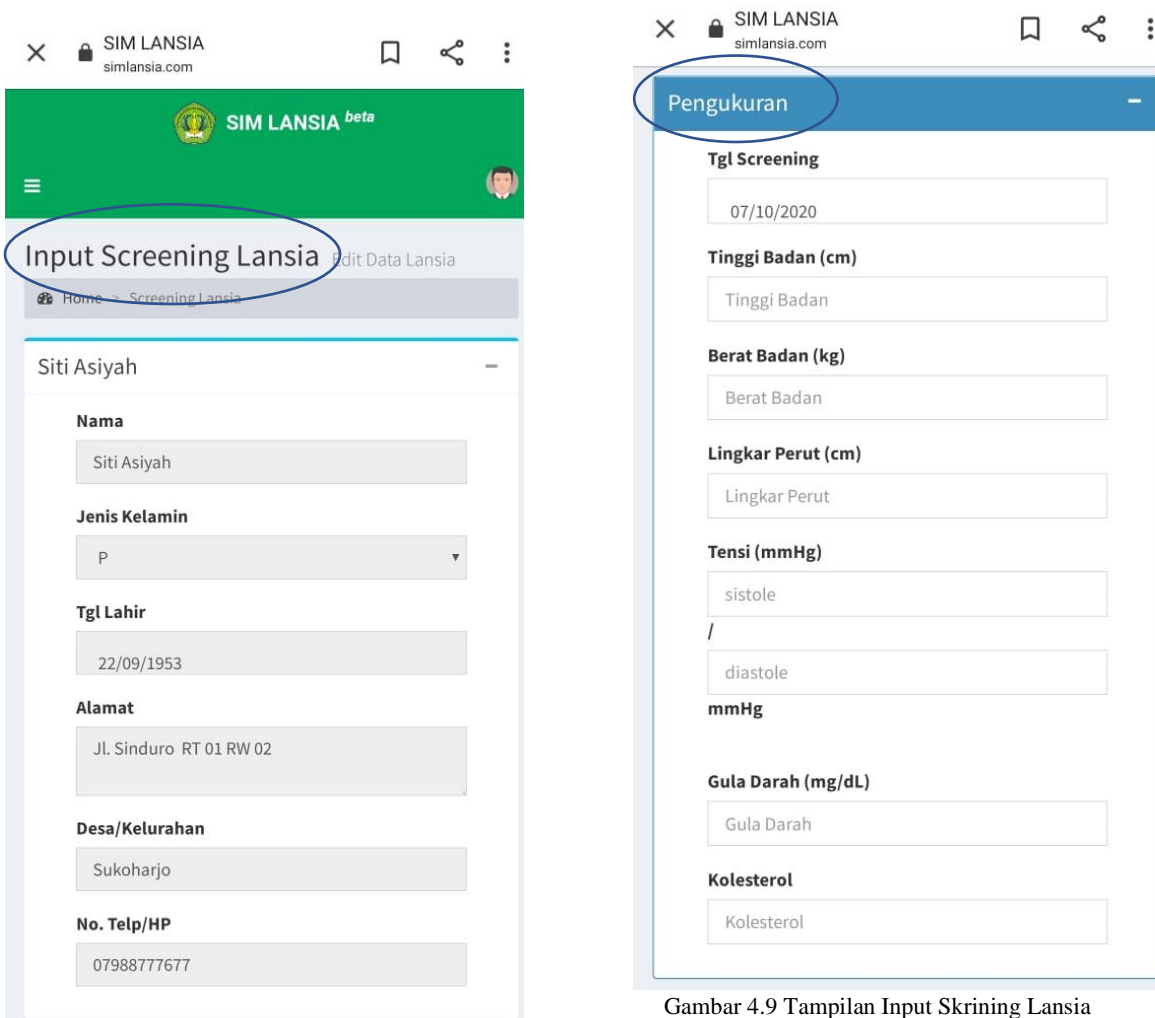 SIM LANSIA
simlansia.com
SIM LANSIA beta
Input Screening Lansia Edit Data Lansia
Home > Screening Lansia
Siti Asiyah
Nama
Siti Asiyah
Jenis Kelamin
P
Tgl Lahir
22/09/1953
Alamat
Jl. Sinduro RT 01 RW 02
Desa/Kelurahan
Sukoharjo
No. Telp/HP
07988777677
SIM LANSIA
simlansia.com
Pengukuran
Tgl Screening
07/10/2020
Tinggi Badan (cm)
Tinggi Badan
Berat Badan (kg)
Berat Badan
Lingkar Perut (cm)
Lingkar Perut
Tensi (mmHg)
sistole
/
diastole
mmHg
Gula Darah (mg/dL)
Gula Darah
Kolesterol
Kolesterol
Gambar 4.9 Tampilan Input Skrining Lansia